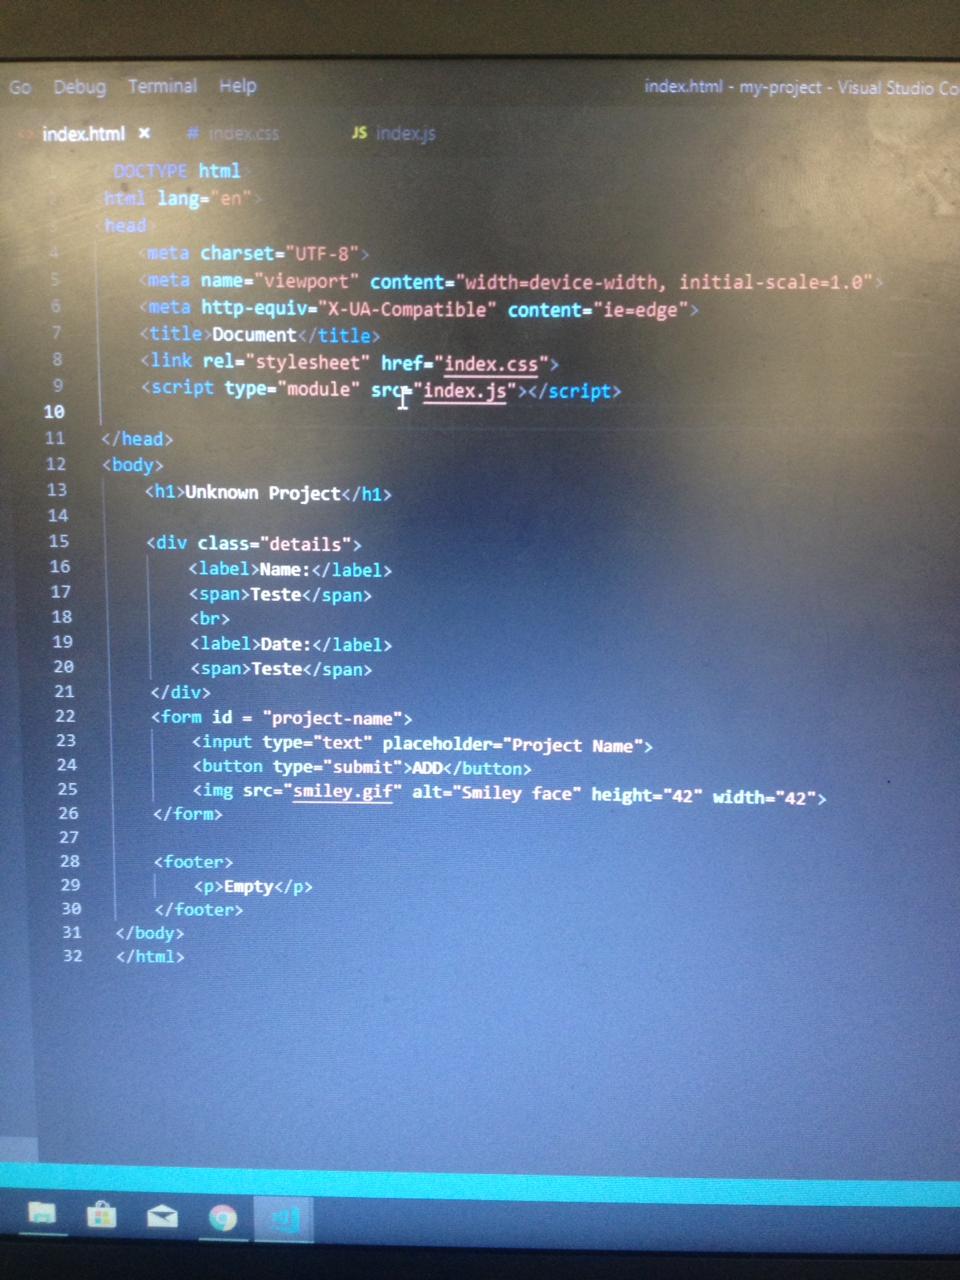 Go Debug Terminal Help index.html - my-project - Visual Studio Co
index.html × # index.css JS index.js
DOCTYPE html
2 html lang="en">
3 head>
4 <meta charset="UTF-8">
5 <meta name="viewport" content="width=device-width, initial-scale=1.0">
6 <meta http-equiv="X-UA-Compatible" content="ie=edge">
7 <title>Document</title>
8 <link rel="stylesheet" href="index.css">
9 <script type="module" src="index.js"></script>
10
11 </head>
12 <body>
13 <h1>Unknown Project</h1>
14
15 <div class="details">
16 <label>Name:</label>
17 <span>Teste</span>
18 <br>
19 <label>Date:</label>
20 <span>Teste</span>
21 </div>
22 <form id = "project-name">
23 <input type="text" placeholder="Project Name">
24 <button type="submit">ADD</button>
25 <img src="smiley.gif" alt="Smiley face" height="42" width="42">
26 </form>
27
28 <footer>
29 <p>Empty</p>
30 </footer>
31 </body>
32 </html>